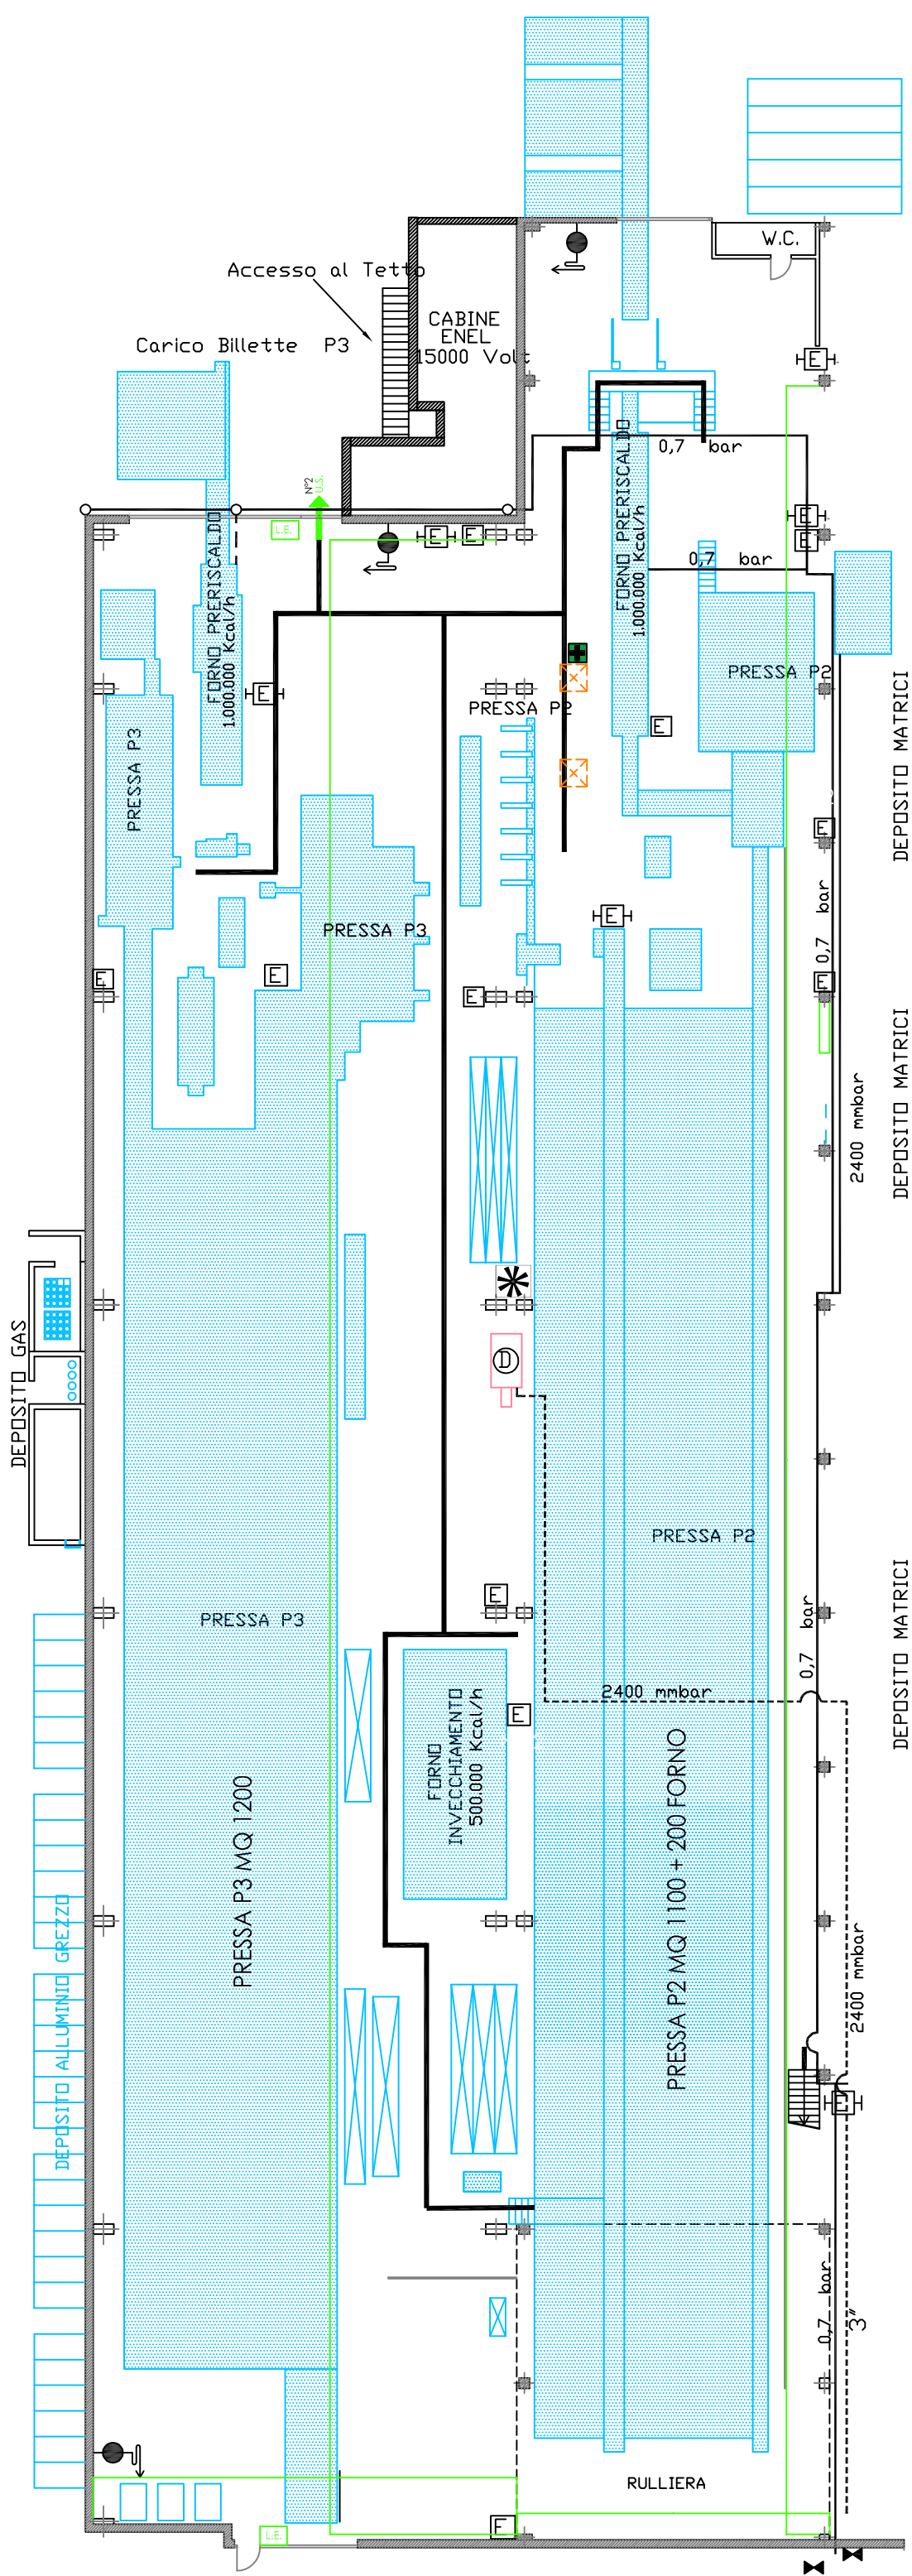 W.C.
Accesso al Tetto
CABINE
ENEL
15000 Volt
Carico Billette P3
E
0,7 bar
N°2
U.S.
L.E.
E
E
E
E
FORNO PRERISCALDO
1.000.000 Kcal/h
FORNO PRERISCALDO
1.000.000 Kcal/h
0,7 bar
PRESSA P2
E
PRESSA P2
E
PRESSA P3
DEPOSITO MATRICI
E
E
PRESSA P3
0,7 bar
E
E
E
E
DEPOSITO MATRICI
2400 mmbar
D
DEPOSITO GAS
PRESSA P2
E
PRESSA P3
0,7 bar
DEPOSITO MATRICI
2400 mmbar
E
FORNO
INVECCHIAMENTO
500.000 Kcal/h
PRESSA P3 MQ 1200
PRESSA P2 MQ 1100 + 200 FORNO
DEPOSITO ALLUMINIO GREZZO
2400 mmbar
E
0,7 bar
3"
RULLIERA
E
L.E.